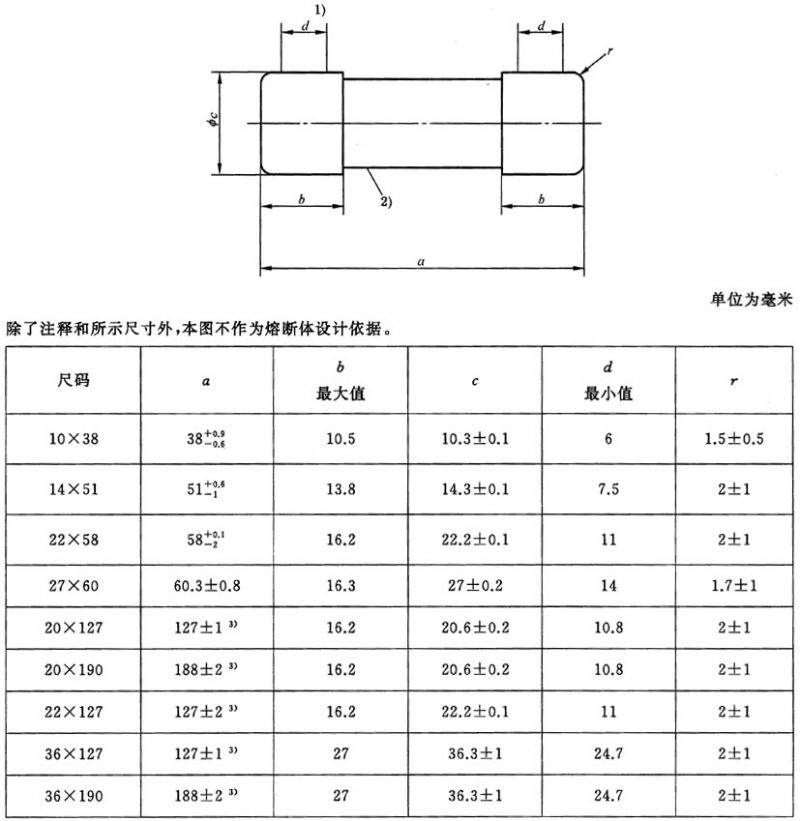 1)
d
d
r
φc
b
2)
b
a
单位为毫米
除了注释和所示尺寸外,本图不作为熔断体设计依据。
尺码 a b 最大值 c d 最小值 r
10×38 38+0.9 −0.6 10.5 10.3±0.1 6 1.5±0.5
14×51 51+0.6 −1 13.8 14.3±0.1 7.5 2±1
22×58 58+0.1 −2 16.2 22.2±0.1 11 2±1
27×60 60.3±0.8 16.3 27±0.2 14 1.7±1
20×127 127±1 3) 16.2 20.6±0.2 10.8 2±1
20×190 188±2 3) 16.2 20.6±0.2 10.8 2±1
22×127 127±2 3) 16.2 22.2±0.1 11 2±1
36×127 127±1 3) 27 36.3±1 24.7 2±1
36×190 188±2 3) 27 36.3±1 24.7 2±1